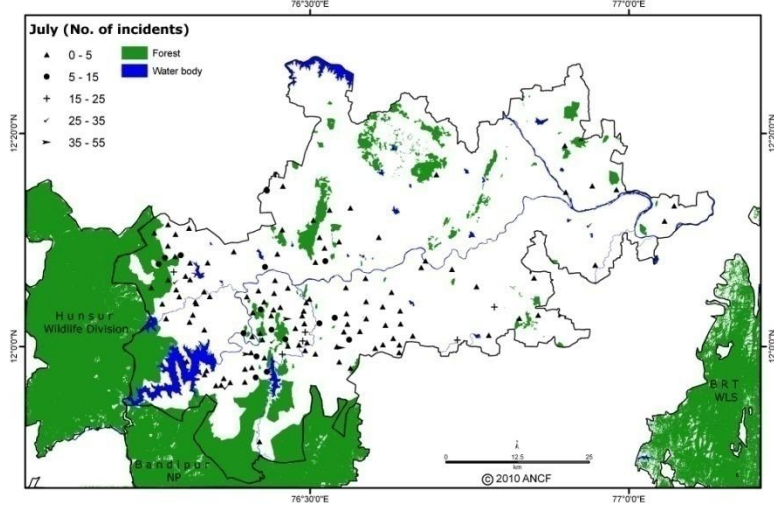 76°30'0"E
77°0'0"E
July (No. of incidents)
0 - 5
5 - 15
15 - 25
25 - 35
35 - 55
Forest
Water body
12°20'0"N
12°20'0"N
Hunsur
Wildlife Division
12°0'0"N
12°0'0"N
BRT
WLS
Bandipur
NP
0
12.5
25
km
© 2010 ANCF
76°30'0"E
77°0'0"E